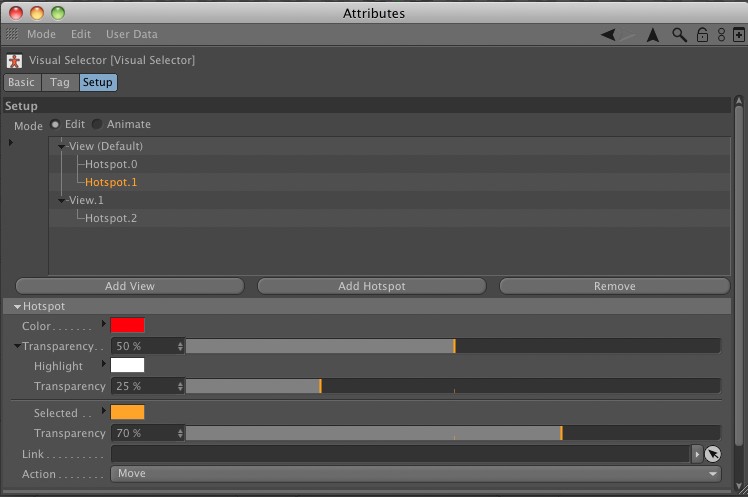 Attributes
Mode Edit User Data
Visual Selector [Visual Selector]
Basic Tag Setup
Setup
Mode Edit Animate
View (Default)
Hotspot.0
Hotspot.1
View.1
Hotspot.2
Add View Add Hotspot Remove
Hotspot
Color . . . . . . .
Transparency . . 50 %
Highlight
Transparency 25 %
Selected . .
Transparency 70 %
Link . . . . . . . .
Action . . . . . . . . Move